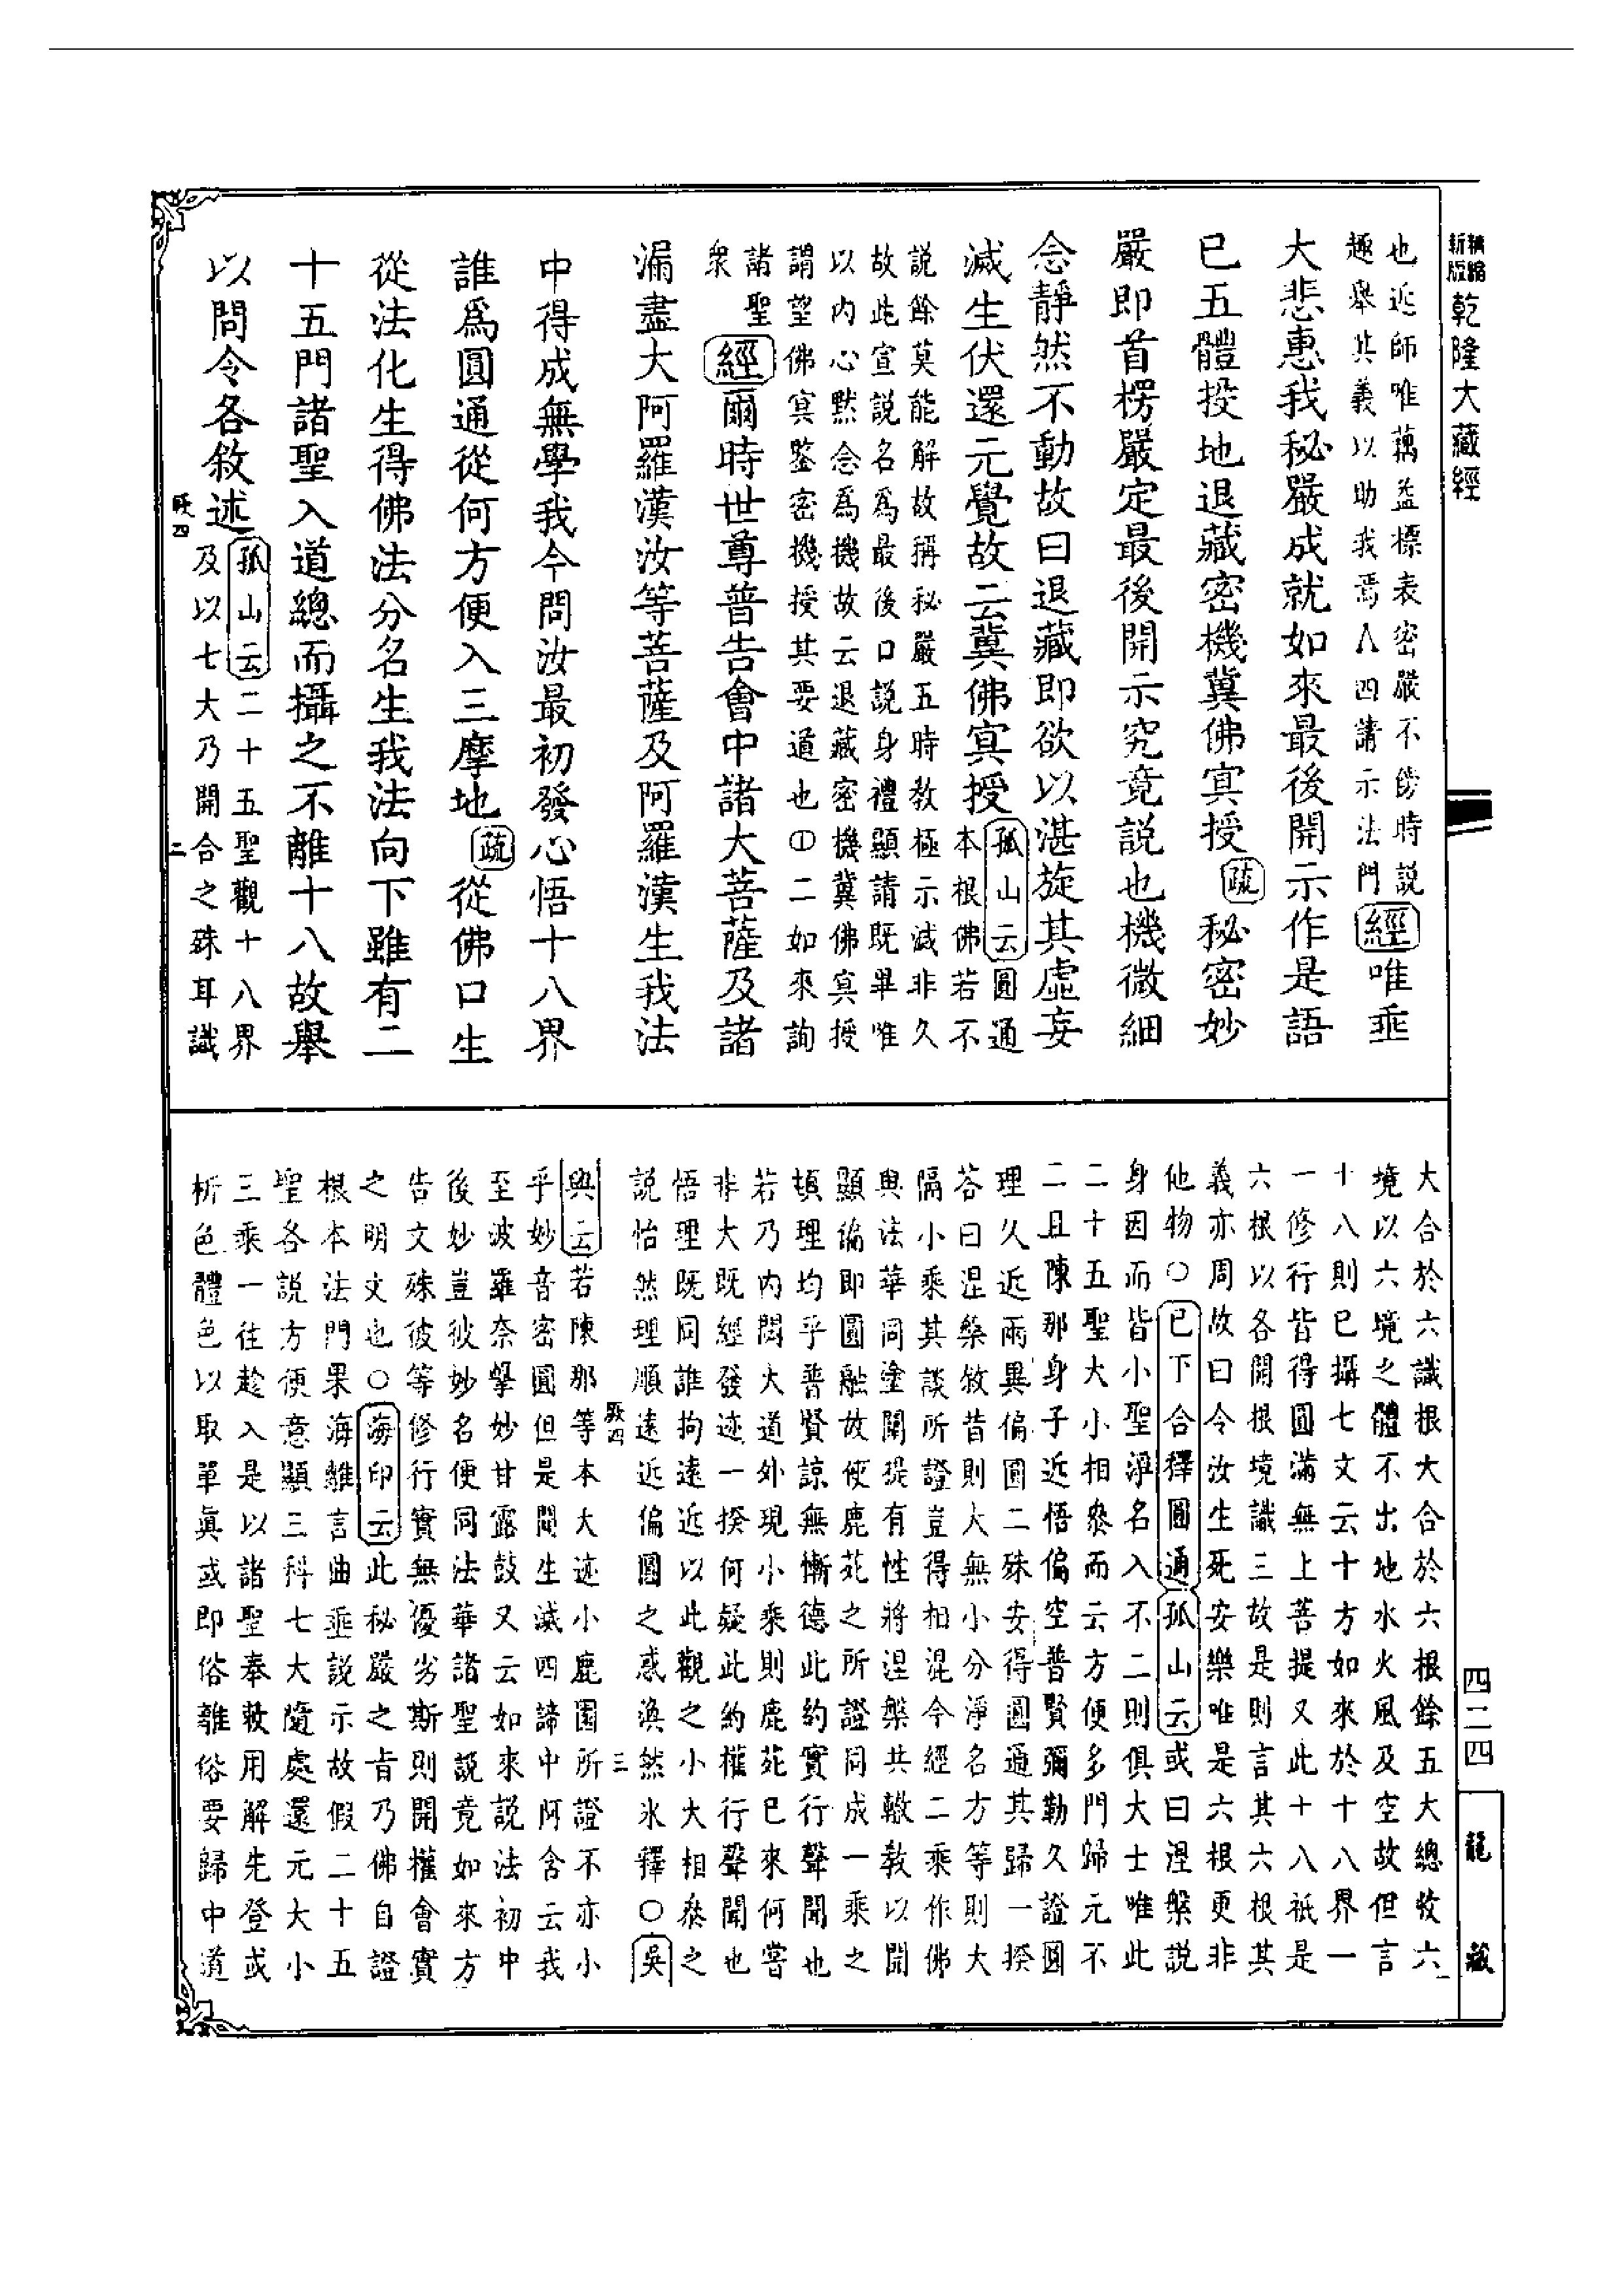 精縮新版乾隆大藏經
也近師唯藕益標表密嚴不傍時説
趣舉其義以助我焉人四請示法門經唯垂
大悲惠我秘嚴成就如來最後開示作是語
已五體投地退藏密機冀佛冥授疏秘密妙
嚴即首楞嚴定最後開示究竟說也機微細
念靜然不動故曰退藏即欲以湛旋其虛妄
滅生伏還元覺故云冀佛冥授孤山云圓通
本根佛若不
説餘莫能解故稱秘嚴五時教極示滅非久
故此宣説名爲最後口説身禮顯請既畢唯
以内心黙念爲機故云退藏密機冀佛冥授
謂望佛冥鑒密機授其要道也①二如來詢
諸聖
衆經爾時世尊普告會中諸大菩薩及諸
漏盡大阿羅漢汝等菩薩及阿羅漢生我法
中得成無學我今問汝最初發心悟十八界
誰爲圓通從何方便入三摩地疏從佛口生
從法化生得佛法分名生我法向下雖有二
十五門諸聖入道總而攝之不離十八故舉
以問令各敘述孤山云二十五聖觀十八界
及以七大乃開合之殊耳識
四 二
大合於六識根大合於六根餘五大總收六
境以六境之體不出地水火風及空故但言
十八則已攝七文云十方如來於十八界一
一修行皆得圓滿無上菩提又此十八祇是
六根以各開根境識三故是則言其六根其
義亦周故曰令汝生死安樂唯是六根更非
他物○已下合釋圓通孤山云或曰涅槃説
身因而皆小聖淨名入不二則俱大士唯此
二十五聖大小相叅而云方便多門歸元不
二且陳那身子近悟偏空普賢彌勒久證圓
理久近兩異偏圓二殊安得圓通其歸一揆
荅曰涅槃敘昔則大無小分淨名方等則大
隔小乘其談所證豈得相混今經二乘作佛
與法華同塗闡提有性將涅槃共轍教以開
顯偏即圓融故使鹿苑之所證同成一乘之
頓理均乎普賢諒無慚德此約實行聲聞也
若乃内閟大道外現小乘則鹿苑已來何嘗
非大既經發迹一揆何疑此約權行聲聞也
悟理既同誰拘遠近以此觀之小大相叅之
説怡然理順遠近偏圓之惑渙然氷釋○吳
四 三
興云若陳那等本大迹小鹿園所證不亦小
乎妙音密圓但是聞生滅四諦中阿含云我
至波羅奈擊妙甘露鼓又云如來説法初中
後妙豈彼妙名便同法華諸聖説竟如來方
告文殊彼等修行實無優劣斯則開權會實
之明文也○海印云此秘嚴之旨乃佛自證
根本法門果海離言曲垂説示故假二十五
聖各説方便意顯三科七大隨處還元大小
三乘一往趁入是以諸聖奉敕用解先登或
析色體色以取單眞或即俗離俗要歸中道
四二四
龍藏